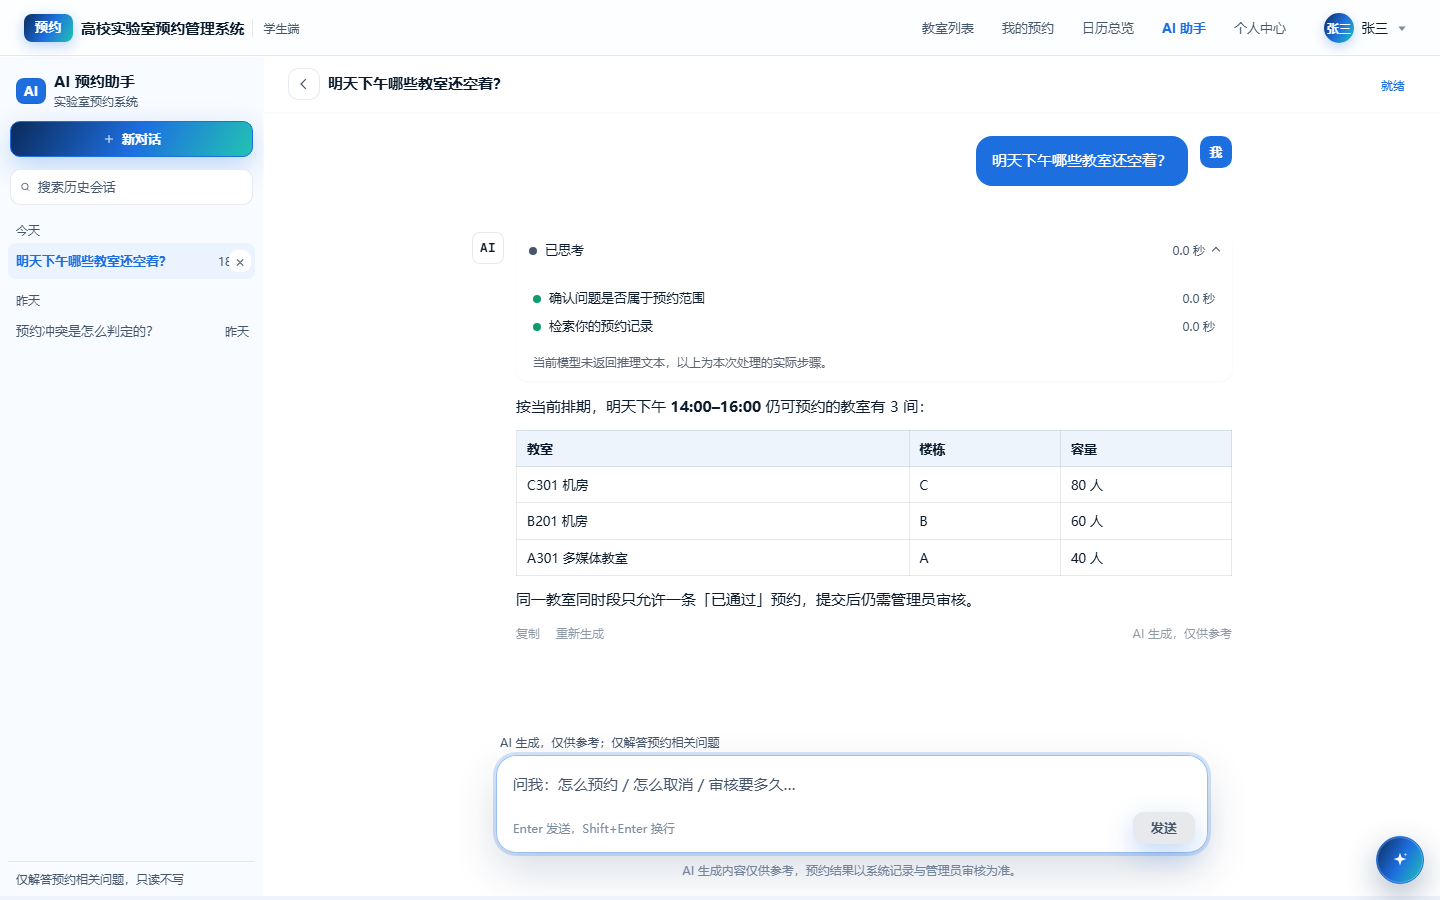 预约 高校实验室预约管理系统 学生端 教室列表 我的预约 日历总览 AI 助手 个人中心 张三 张三
AI AI 预约助手
实验室预约系统
+ 新对话
搜索历史会话
今天
明天下午哪些教室还空着? 18 ×
昨天
预约冲突是怎么判定的? 昨天
仅解答预约相关问题，只读不写
明天下午哪些教室还空着? 就绪
明天下午哪些教室还空着? 我
AI 已思考 0.0 秒
确认问题是否属于预约范围 0.0 秒
检索你的预约记录 0.0 秒
当前模型未返回推理文本，以上为本次处理的实际步骤。
按当前排期，明天下午 14:00–16:00 仍可预约的教室有 3 间：
教室 楼栋 容量
C301 机房 C 80 人
B201 机房 B 60 人
A301 多媒体教室 A 40 人
同一教室同时段只允许一条「已通过」预约，提交后仍需管理员审核。
复制 重新生成 AI 生成，仅供参考
AI 生成，仅供参考；仅解答预约相关问题
问我：怎么预约 / 怎么取消 / 审核要多久...
Enter 发送，Shift+Enter 换行 发送
AI 生成内容仅供参考，预约结果以系统记录与管理员审核为准。